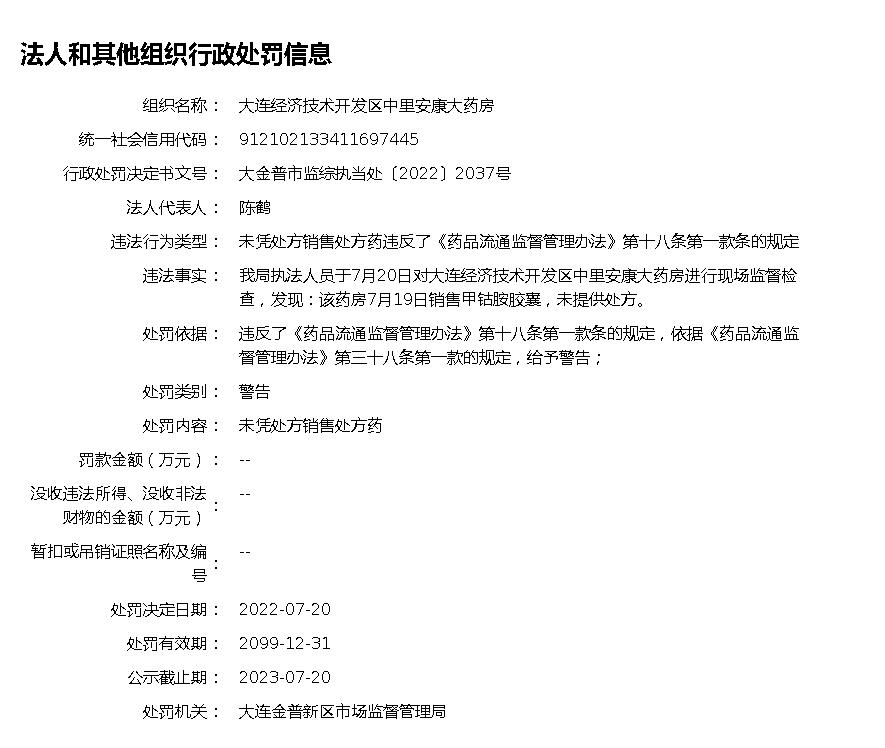 法人和其他组织行政处罚信息
组织名称： 大连经济技术开发区中里安康大药房
统一社会信用代码： 912102133411697445
行政处罚决定书文号： 大金普市监综执当处〔2022〕2037号
法人代表人： 陈鹤
违法行为类型： 未凭处方销售处方药违反了《药品流通监督管理办法》第十八条第一款条的规定
违法事实： 我局执法人员于7月20日对大连经济技术开发区中里安康大药房进行现场监督检
查，发现：该药房7月19日销售甲钴胺胶囊，未提供处方。
处罚依据： 违反了《药品流通监督管理办法》第十八条第一款条的规定，依据《药品流通监
督管理办法》第三十八条第一款的规定，给予警告；
处罚类别： 警告
处罚内容： 未凭处方销售处方药
罚款金额（万元）： --
没收违法所得、没收非法
财物的金额（万元）： --
暂扣或吊销证照名称及编
号： --
处罚决定日期： 2022-07-20
处罚有效期： 2099-12-31
公示截止期： 2023-07-20
处罚机关： 大连金普新区市场监督管理局